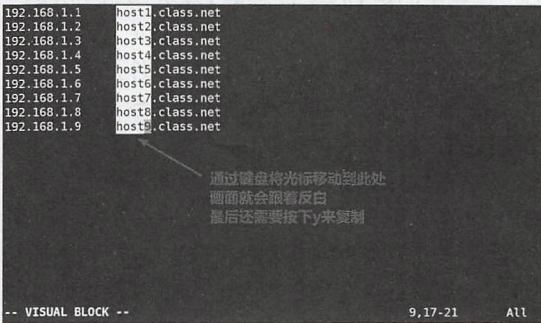 192.168.1.1 host1.class.net
192.168.1.2 host2.class.net
192.168.1.3 host3.class.net
192.168.1.4 host4.class.net
192.168.1.5 host5.class.net
192.168.1.6 host6.class.net
192.168.1.7 host7.class.net
192.168.1.8 host8.class.net
192.168.1.9 host9.class.net
通过键盘将光标移动到此处
画面就会跟着反白
最后还需要按下y来复制
-- VISUAL BLOCK -- 9,17-21 All